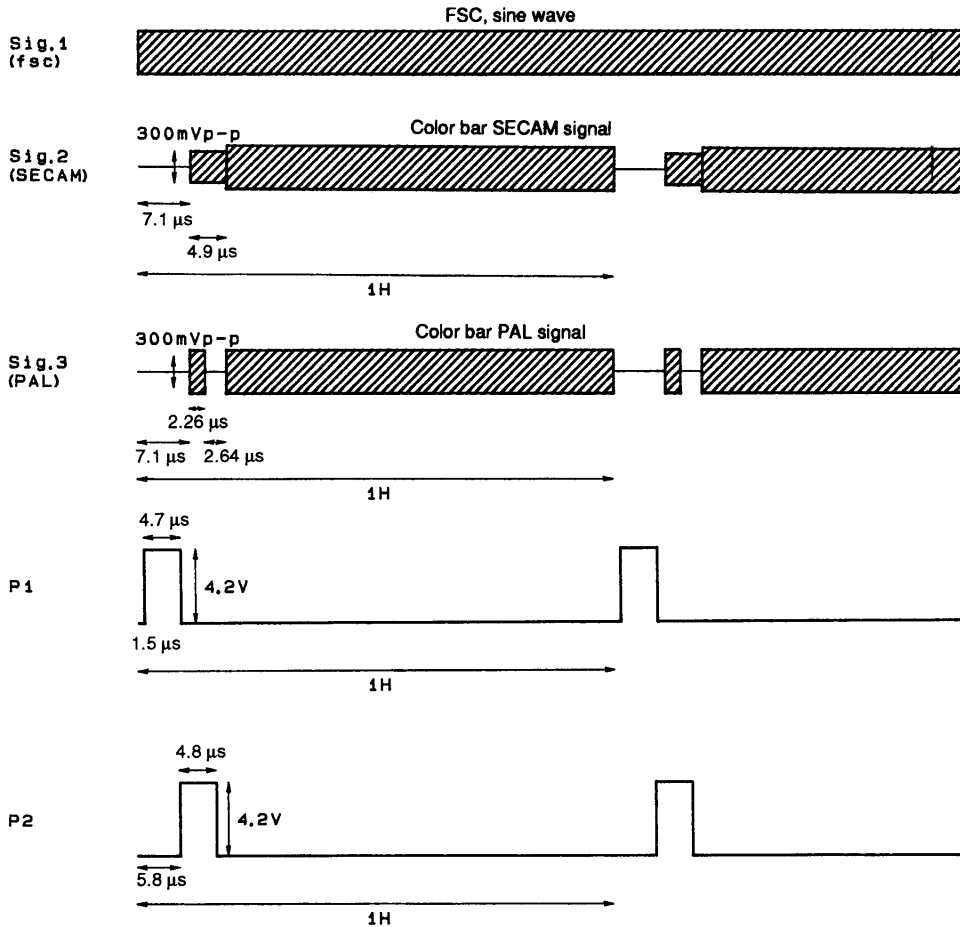 FSC, sine wave
Sig.1
(fsc)
Color bar SECAM signal
300mVp-p
Sig.2
(SECAM)
7.1 µs
4.9 µs
1H
Color bar PAL signal
300mVp-p
Sig.3
(PAL)
2.26 µs
7.1 µs
2.64 µs
1H
4.7 µs
P1
4.2V
1.5 µs
1H
4.8 µs
P2
4.2V
5.8 µs
1H